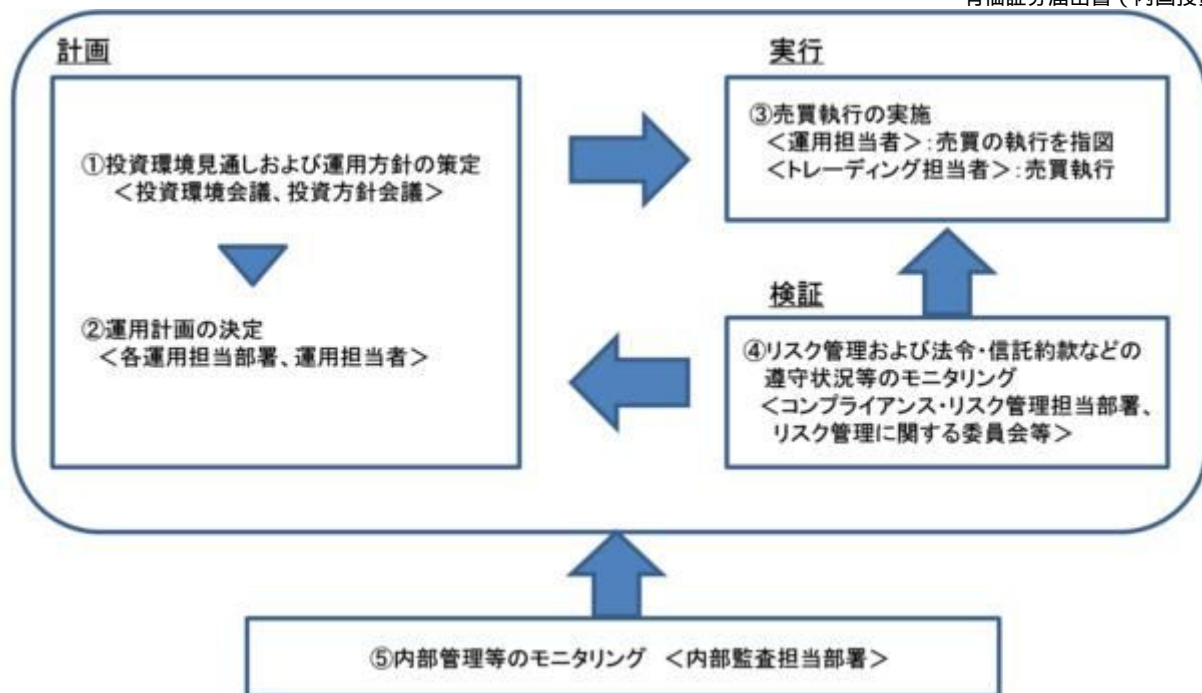 計画
①投資環境見通しおよび運用方針の策定
＜投資環境会議、投資方針会議＞
②運用計画の決定
＜各運用担当部署、運用担当者＞
実行
③売買執行の実施
＜運用担当者＞：売買の執行を指図
＜トレーディング担当者＞：売買執行
検証
④リスク管理および法令・信託約款などの
遵守状況等のモニタリング
＜コンプライアンス・リスク管理担当部署、
リスク管理に関する委員会等＞
⑤内部管理等のモニタリング　＜内部監査担当部署＞